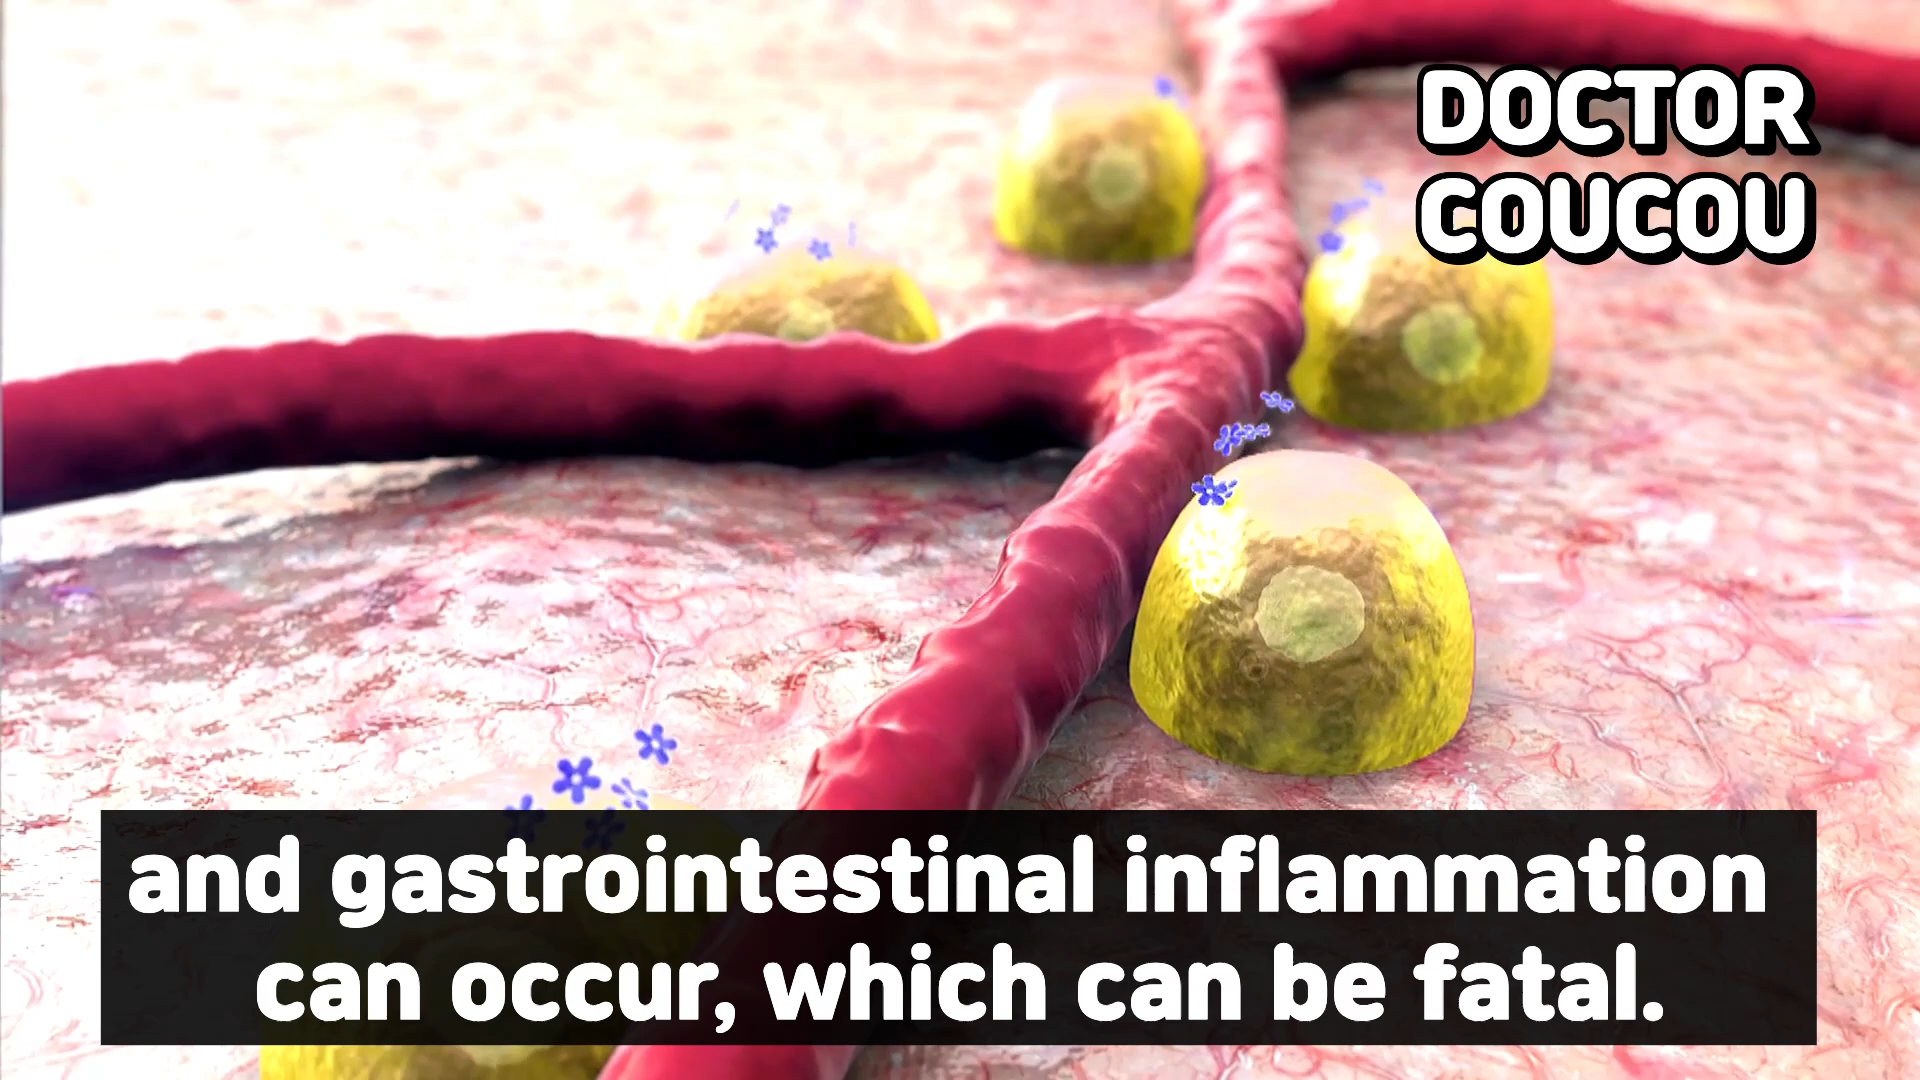 DOCTOR
COUCOU
and gastrointestinal inflammation
can occur, which can be fatal.